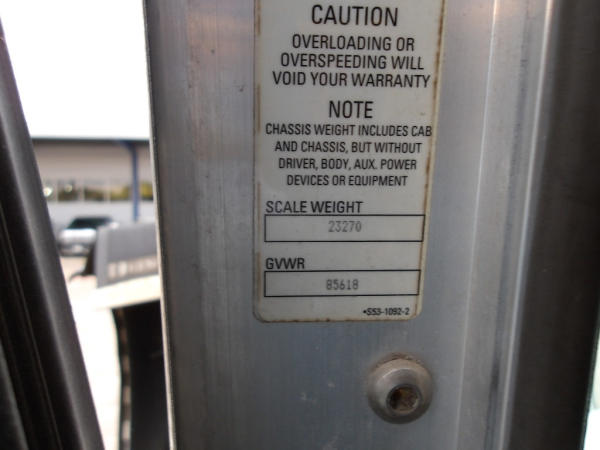 CAUTION
OVERLOADING OR
OVERSPEEDING WILL
VOID YOUR WARRANTY
NOTE
CHASSIS WEIGHT INCLUDES CAB
AND CHASSIS, BUT WITHOUT
DRIVER, BODY, AUX. POWER
DEVICES OR EQUIPMENT
SCALE WEIGHT
23270
GVWR
85618
•S53-1092-2